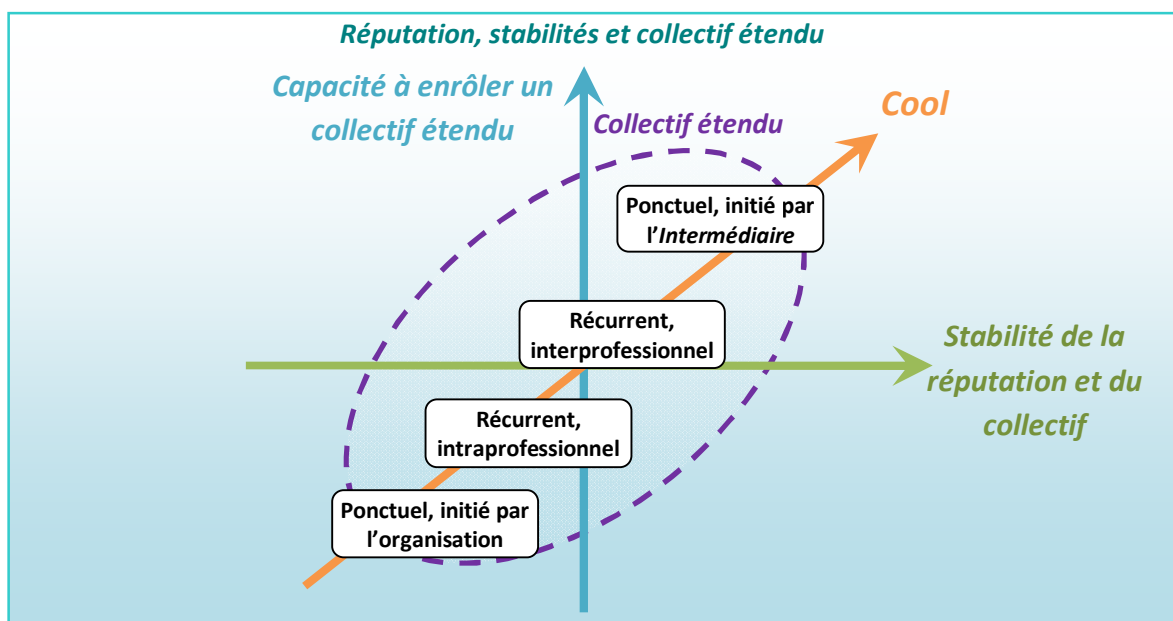 Réputation, stabilités et collectif étendu
Capacité à enrôler un
collectif étendu
Collectif étendu
Cool
Ponctuel, initié par
l'Intermédiaire
Récurrent,
interprofessionnel
Stabilité de la
réputation et du
collectif
Récurrent,
intraprofessionnel
Ponctuel, initié par
l'organisation